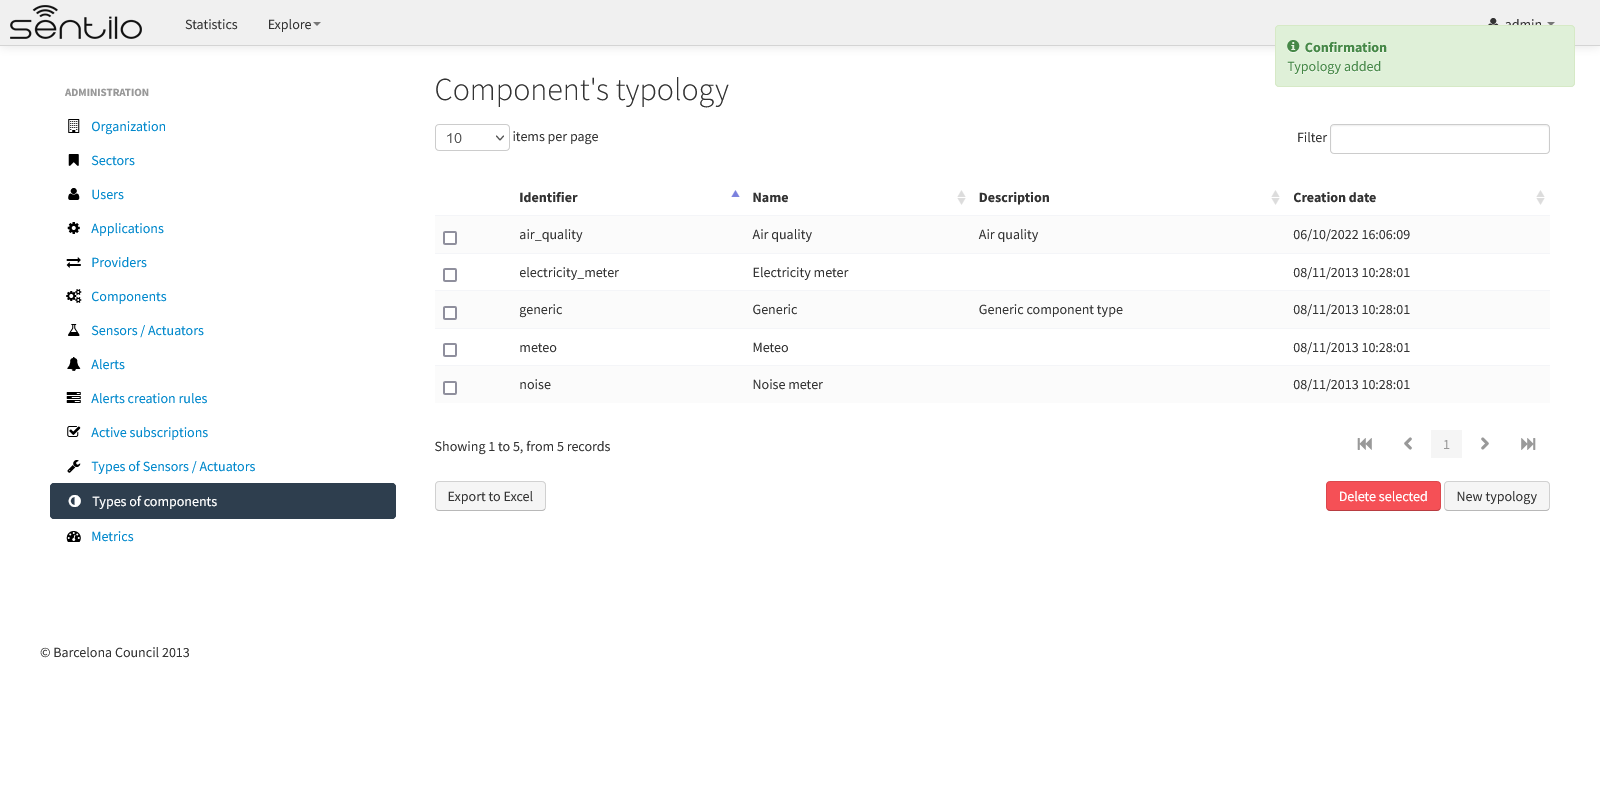 sentilo
Statistics
Explore
admin
Confirmation
Typology added
ADMINISTRATION
Organization
Sectors
Users
Applications
Providers
Components
Sensors / Actuators
Alerts
Alerts creation rules
Active subscriptions
Types of Sensors / Actuators
Types of components
Metrics
Component's typology
10 items per page
Filter
Identifier Name Description Creation date
air_quality Air quality Air quality 06/10/2022 16:06:09
electricity_meter Electricity meter 08/11/2013 10:28:01
generic Generic Generic component type 08/11/2013 10:28:01
meteo Meteo 08/11/2013 10:28:01
noise Noise meter 08/11/2013 10:28:01
Showing 1 to 5, from 5 records
1
Export to Excel
Delete selected
New typology
© Barcelona Council 2013